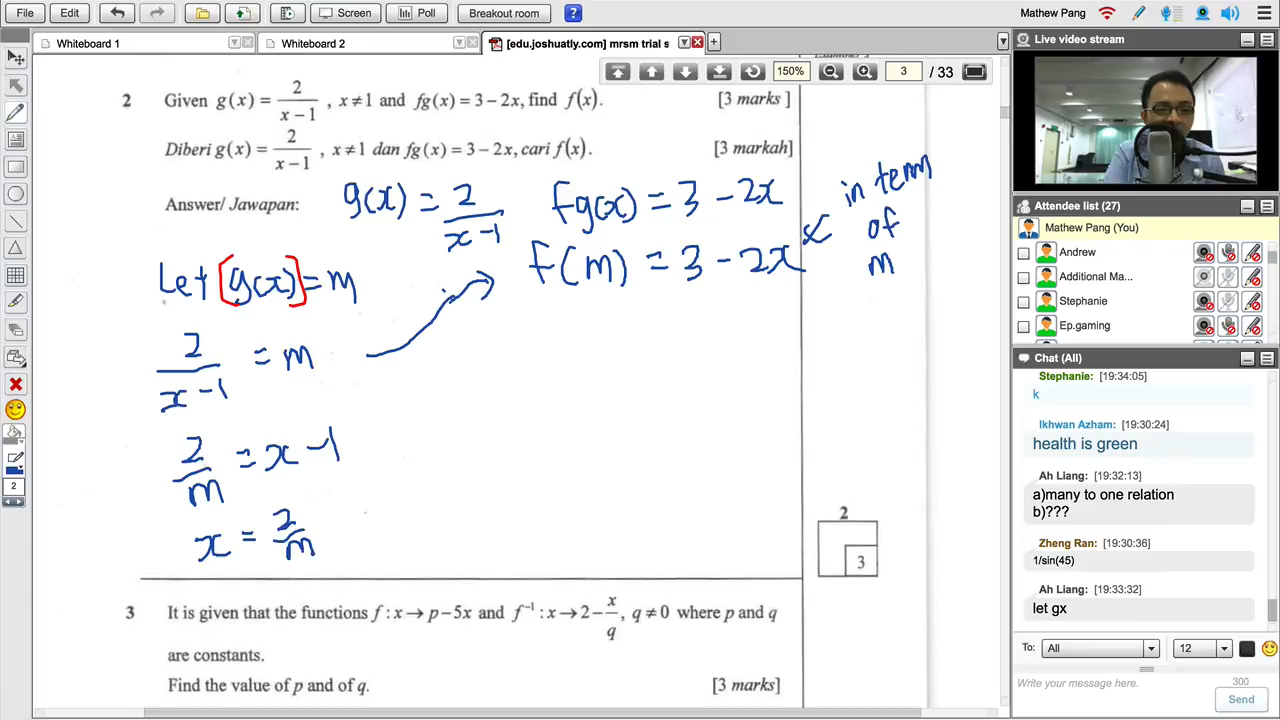 File Edit Screen Poll Breakout room ? Mathew Pang
Whiteboard 1 Whiteboard 2 [edu.joshuatly.com] mrsm trial s
150% 3 / 33
2 Given g(x) = 2/(x−1), x≠1 and fg(x) = 3−2x, find f(x). [3 marks ]
Diberi g(x) = 2/(x−1), x≠1 dan fg(x) = 3−2x, cari f(x). [3 markah]
Answer/ Jawapan:
g(x) = 2/(x−1) fg(x) = 3 − 2x
in term
of
m
f(m) = 3 − 2x
Let [g(x)] = m
2/(x−1) = m
2/m = x − 1
x = 2/m
2
3
3 It is given that the functions f : x → p − 5x and f⁻¹ : x → 2 − x/q, q ≠ 0 where p and q
are constants.
Find the value of p and of q. [3 marks]
2
Live video stream
Attendee list (27)
Mathew Pang (You)
Andrew
Additional Ma...
Stephanie
Ep.gaming
Chat (All)
Stephanie: [19:34:05]
k
Ikhwan Azham: [19:30:24]
health is green
Ah Liang: [19:32:13]
a)many to one relation
b)???
Zheng Ran: [19:30:36]
1/sin(45)
Ah Liang: [19:33:32]
let gx
To: All 12
Write your message here... 300
Send